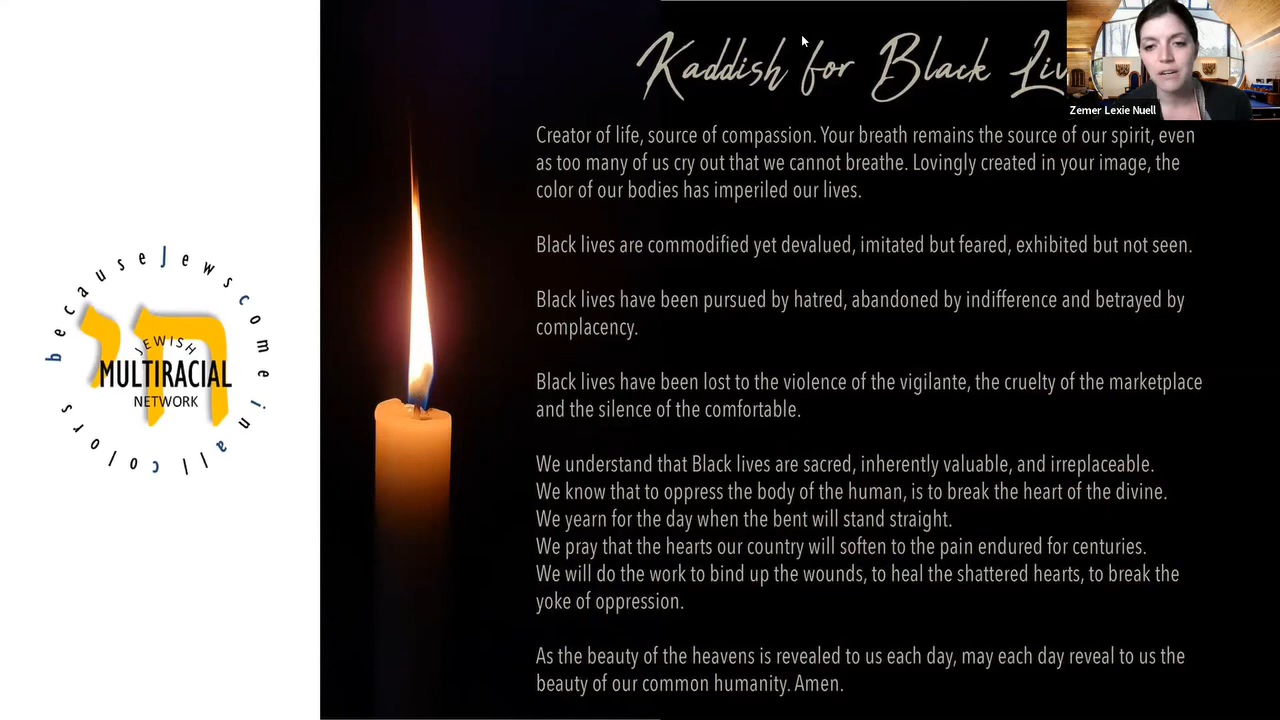 because Jews come in all colors
JEWISH
MULTIRACIAL
NETWORK
חי
Kaddish for Black Liv
Zemer Lexie Nuell
Creator of life, source of compassion. Your breath remains the source of our spirit, even
as too many of us cry out that we cannot breathe. Lovingly created in your image, the
color of our bodies has imperiled our lives.
Black lives are commodified yet devalued, imitated but feared, exhibited but not seen.
Black lives have been pursued by hatred, abandoned by indifference and betrayed by
complacency.
Black lives have been lost to the violence of the vigilante, the cruelty of the marketplace
and the silence of the comfortable.
We understand that Black lives are sacred, inherently valuable, and irreplaceable.
We know that to oppress the body of the human, is to break the heart of the divine.
We yearn for the day when the bent will stand straight.
We pray that the hearts our country will soften to the pain endured for centuries.
We will do the work to bind up the wounds, to heal the shattered hearts, to break the
yoke of oppression.
As the beauty of the heavens is revealed to us each day, may each day reveal to us the
beauty of our common humanity. Amen.